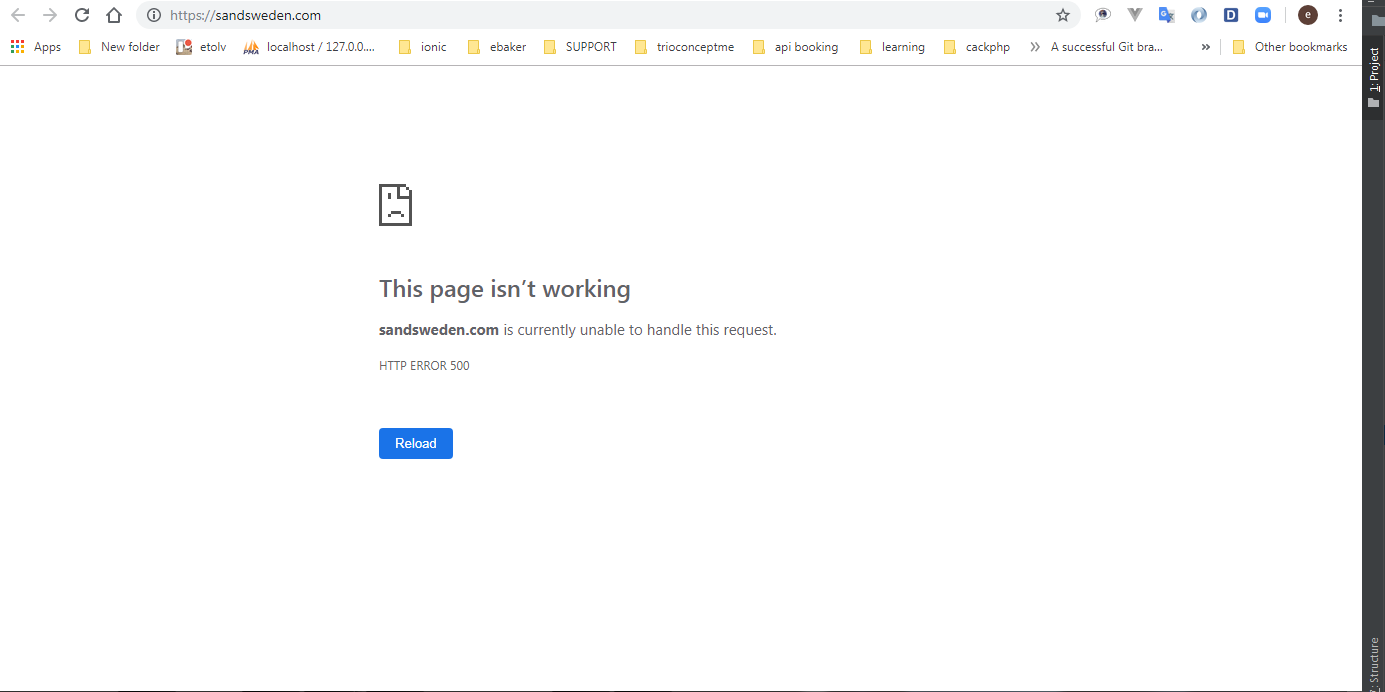 https://sandsweden.com
e
Apps New folder etolv localhost / 127.0.0.... ionic ebaker SUPPORT trioconceptme api booking learning cackphp A successful Git bra... » Other bookmarks
PMA
D
1: Project
This page isn’t working
sandsweden.com is currently unable to handle this request.
HTTP ERROR 500
Reload
Structure